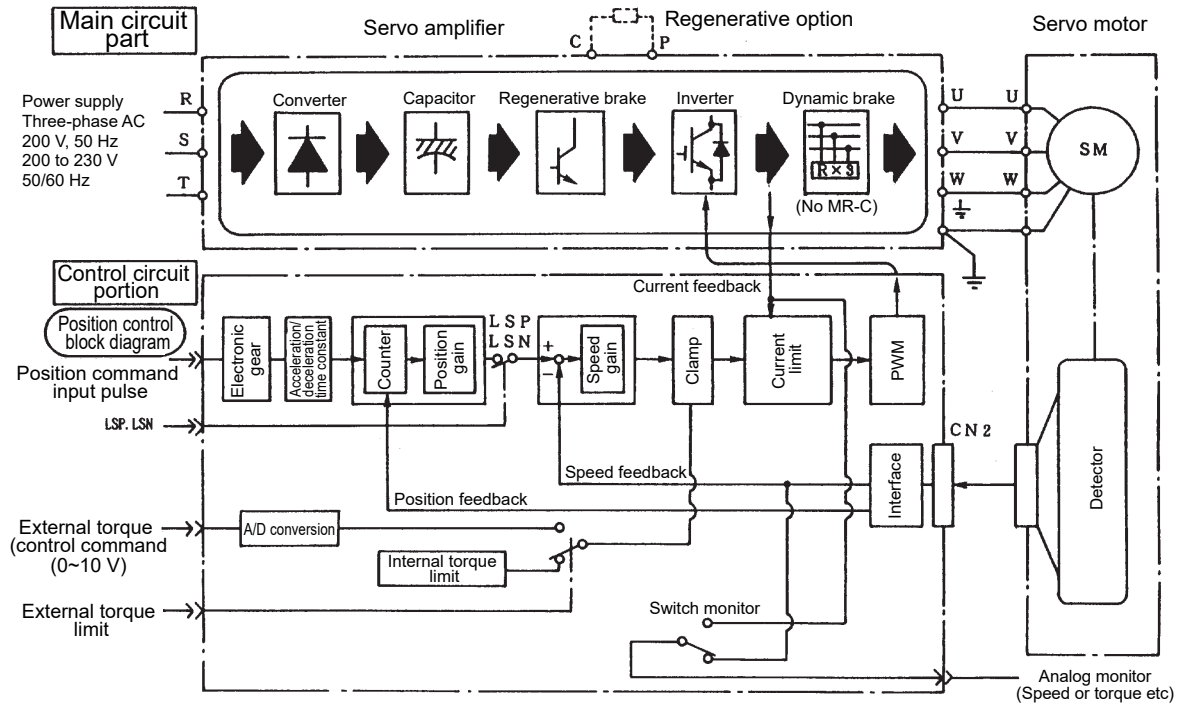 Main circuit
part
Servo amplifier
C
P
Regenerative option
Servo motor
Power supply
Three-phase AC
200 V, 50 Hz
200 to 230 V
50/60 Hz
R
S
T
Converter
Capacitor
Regenerative brake
Inverter
Dynamic brake
R×3
(No MR-C)
U
V
W
U
V
W
SM
Control circuit
portion
Position control
block diagram
Position command
input pulse
LSP. LSN
Electronic
gear
Acceleration/
deceleration
time constant
Counter
Position
gain
LSP
LSN
+
−
Speed
gain
Clamp
Current feedback
Current
limit
PWM
CN2
Interface
Detector
Speed feedback
Position feedback
External torque
(control command
(0~10 V)
A/D conversion
Internal torque
limit
External torque
limit
Switch monitor
Analog monitor
(Speed or torque etc)